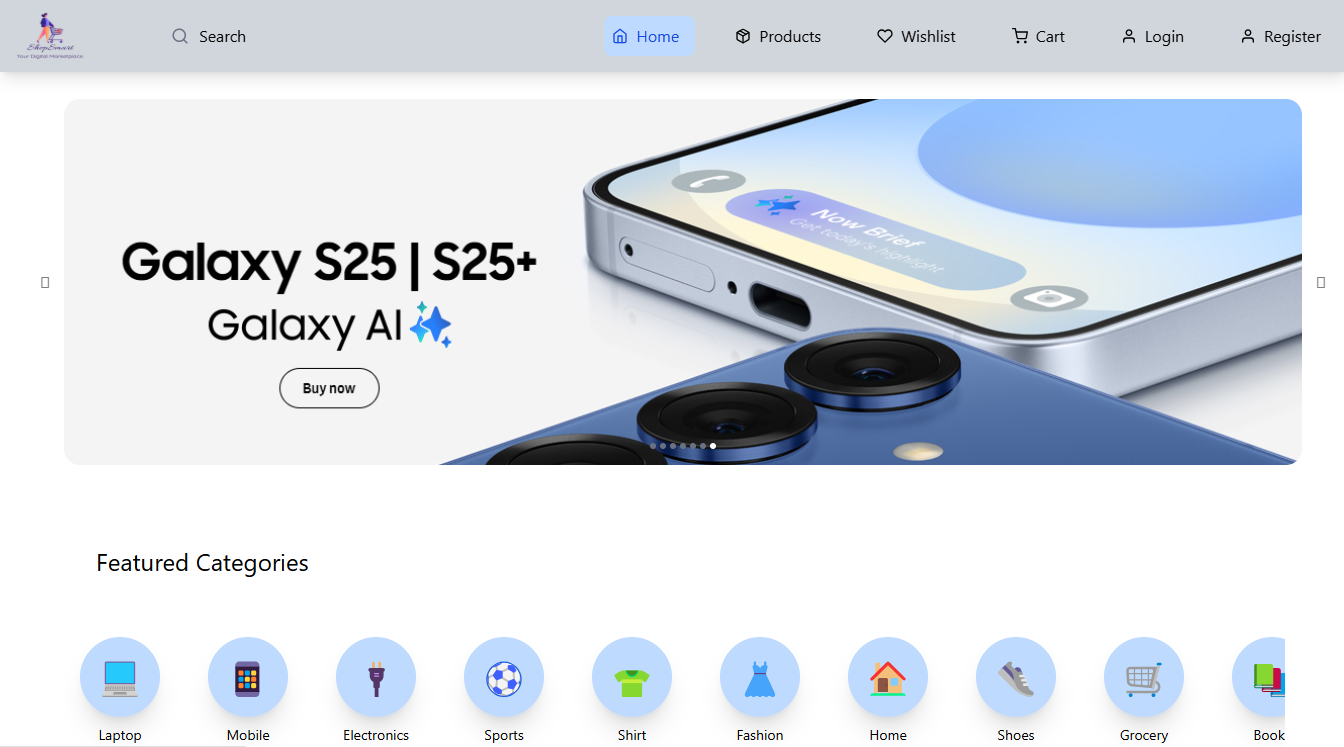 ShopSmart
Your Digital Marketplace
Search
Home
Products
Wishlist
Cart
Login
Register
Now Brief
Get today's highlight
Galaxy S25 | S25+
Galaxy AI
Buy now
Featured Categories
Laptop
Mobile
Electronics
Sports
Shirt
Fashion
Home
Shoes
Grocery
Book